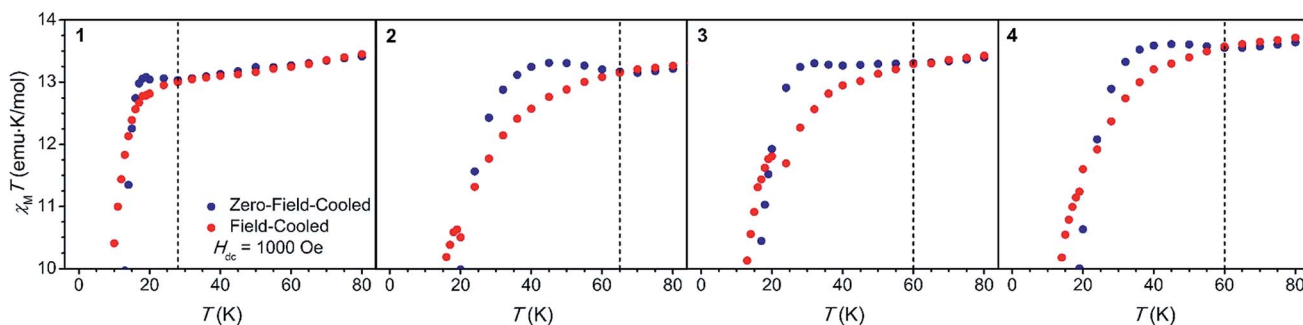 1 2 3 4
14
13
12
11
10
χMT (emu·K/mol)
Zero-Field-Cooled
Field-Cooled
Hdc = 1000 Oe
0 20 40 60 80 0 20 40 60 80 0 20 40 60 80 0 20 40 60 80
T (K) T (K) T (K) T (K)